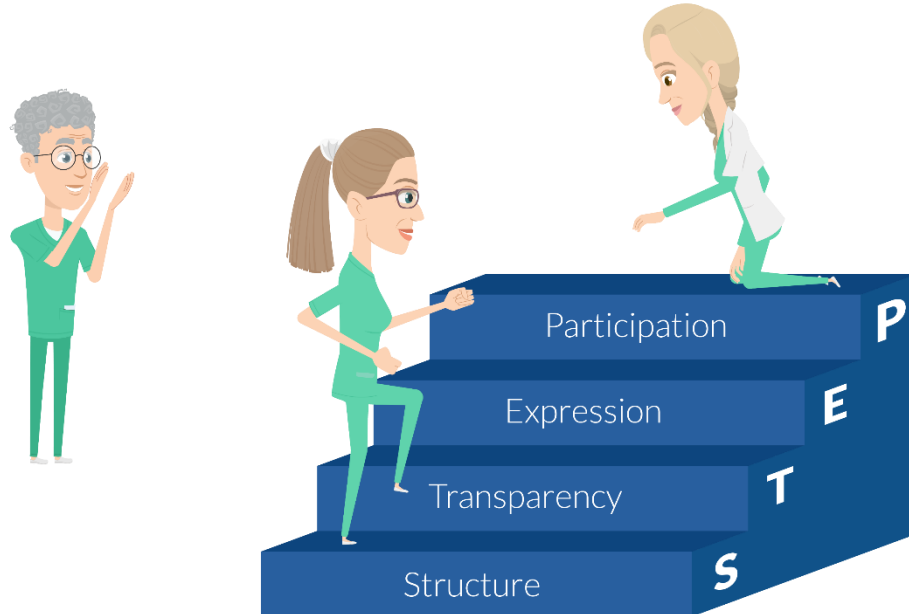 Participation P
Expression E
Transparency T
Structure S